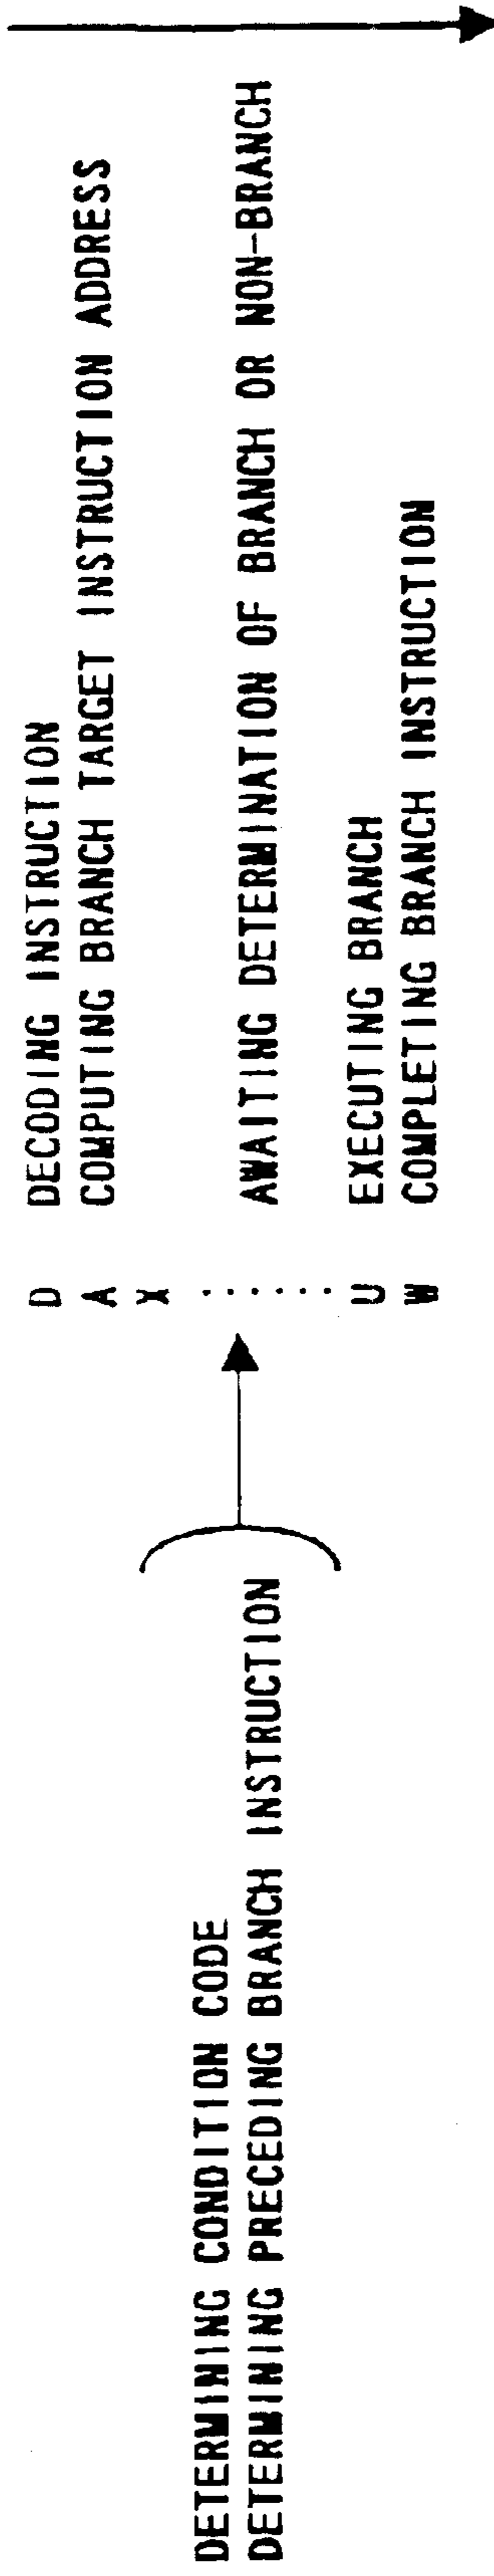 D DECODING INSTRUCTION
A COMPUTING BRANCH TARGET INSTRUCTION ADDRESS
X
DETERMINING CONDITION CODE
DETERMINING PRECEDING BRANCH INSTRUCTION
...... AWAITING DETERMINATION OF BRANCH OR NON-BRANCH
U EXECUTING BRANCH
W COMPLETING BRANCH INSTRUCTION